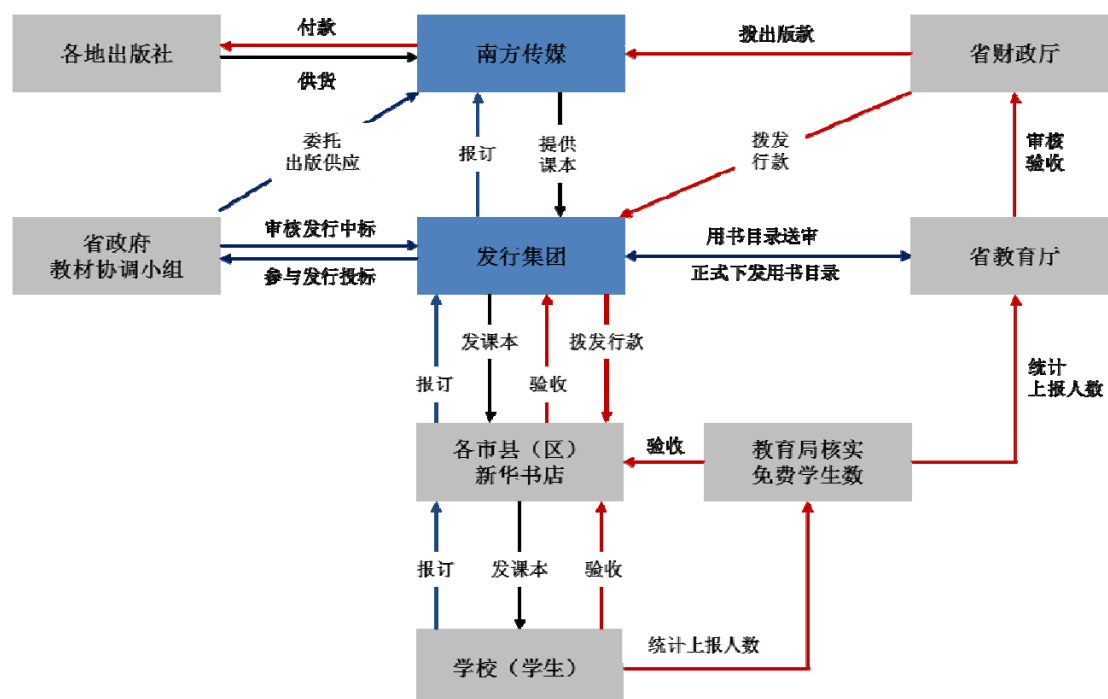 付款
拨出版款
各地出版社
南方传媒
省财政厅
供货
委托
出版供应
报订
提供
课本
拨发
行款
审核
验收
审核发行中标
用书目录送审
省政府
教材协调小组
发行集团
省教育厅
参与发行投标
正式下发用书目录
发课本
拨发行款
报订
验收
统计
上报人数
各市县（区）
新华书店
验收
教育局核实
免费学生数
报订
发课本
验收
统计上报人数
学校（学生）